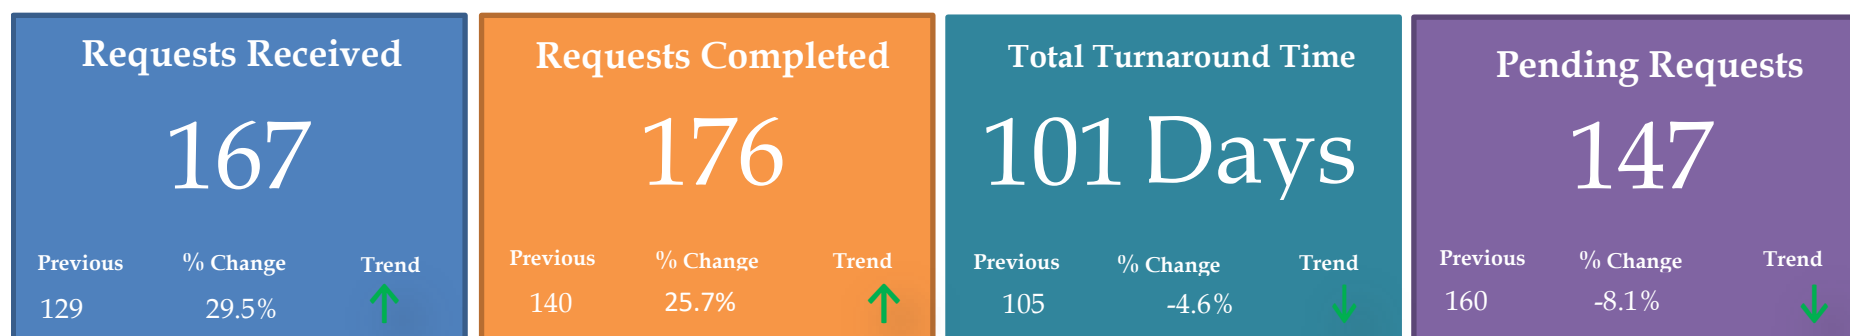 Requests Received
167
Previous % Change Trend
129 29.5%
Requests Completed
176
Previous % Change Trend
140 25.7%
Total Turnaround Time
101 Days
Previous % Change Trend
105 -4.6%
Pending Requests
147
Previous % Change Trend
160 -8.1%